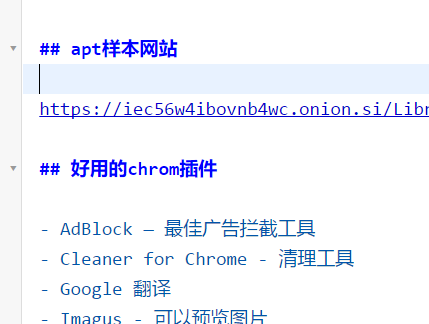 ## apt样本网站
https://iec56w4ibovnb4wc.onion.si/Libr
## 好用的chrom插件
- AdBlock — 最佳广告拦截工具
- Cleaner for Chrome - 清理工具
- Google 翻译
- Imagus - 可以预览图片